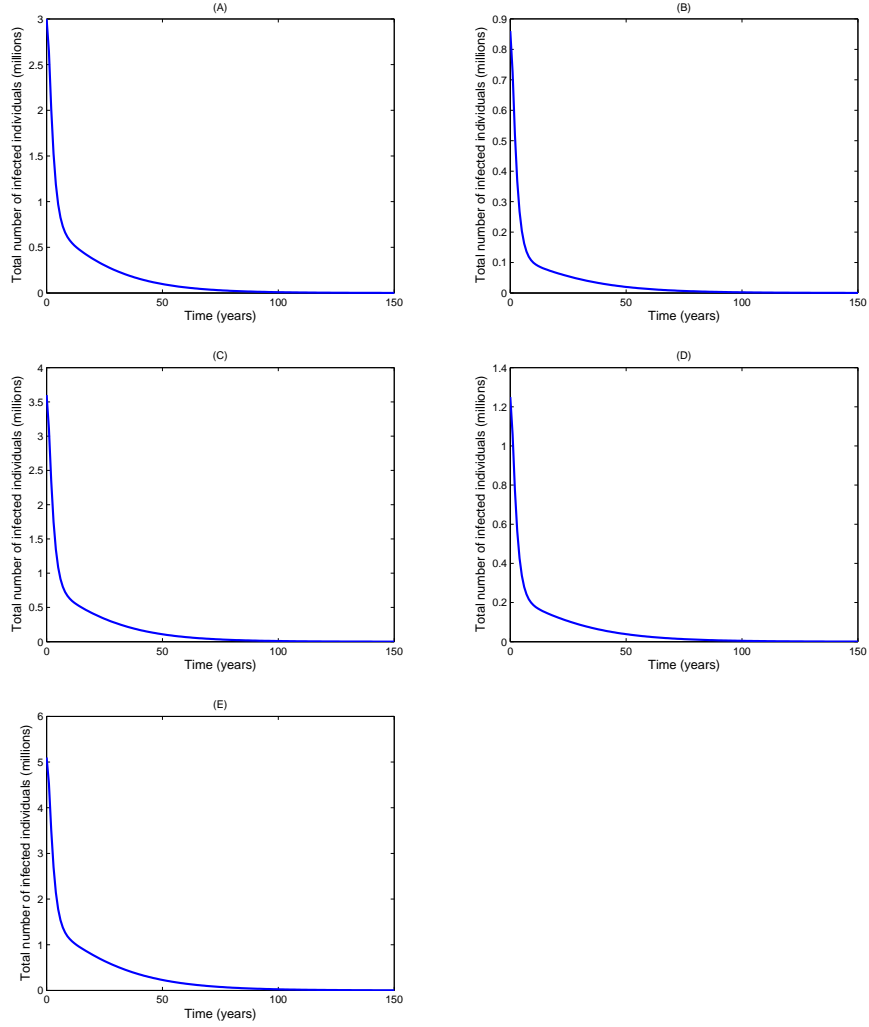 (A)
Total number of infected individuals (millions)
3
2.5
2
1.5
1
0.5
0
0 50 100 150
Time (years)
(B)
Total number of infected individuals (millions)
0.9
0.8
0.7
0.6
0.5
0.4
0.3
0.2
0.1
0
0 50 100 150
Time (years)
(C)
Total number of infected individuals (millions)
4
3.5
3
2.5
2
1.5
1
0.5
0
0 50 100 150
Time (years)
(D)
Total number of infected individuals (millions)
1.4
1.2
1
0.8
0.6
0.4
0.2
0
0 50 100 150
Time (years)
(E)
Total number of infected individuals (millions)
6
5
4
3
2
1
0
0 50 100 150
Time (years)